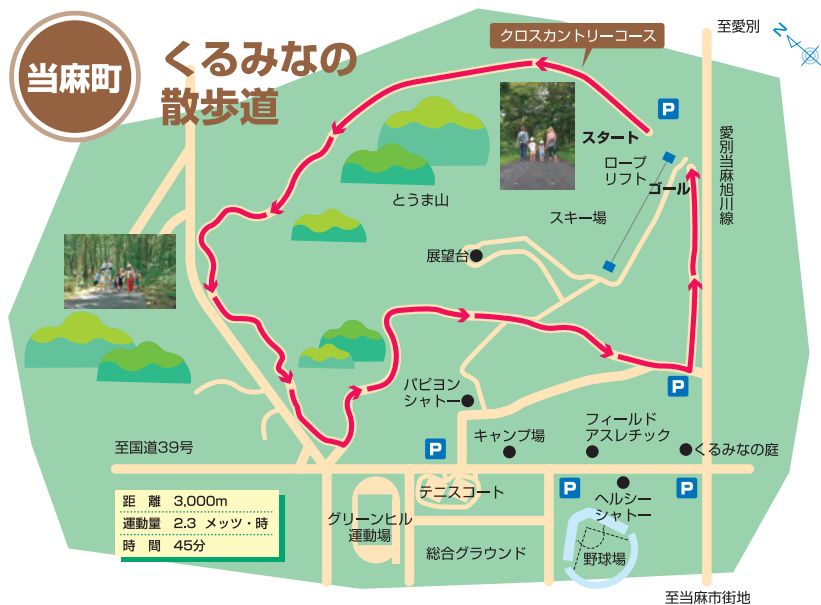 当麻町
くるみなの
散歩道
クロスカントリーコース
至愛別
N
P
スタート
ロープ
リフト
ゴール
愛別当麻旭川線
とうま山
スキー場
展望台
パピヨン
シャトー
P
P
キャンプ場
フィールド
アスレチック
くるみなの庭
至国道39号
テニスコート
P
P
ヘルシー
シャトー
グリーンヒル
運動場
総合グラウンド
野球場
距　離　3,000m
運動量　2.3 メッツ・時
時　間　45分
至当麻市街地